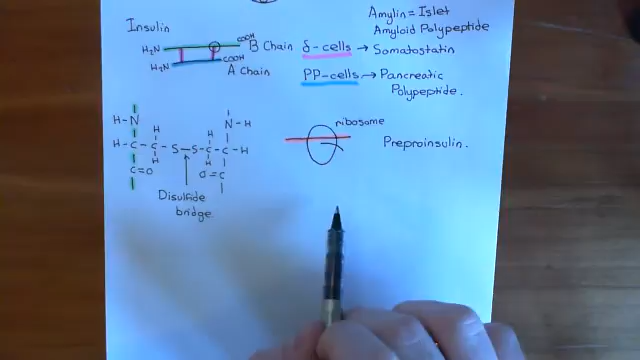 Insulin
H₂N COOH B Chain
H₂N COOH
A Chain
Amylin = Islet
Amyloid Polypeptide
δ-cells → Somatostatin
PP-cells → Pancreatic
Polypeptide.
H-N
H-C-C-S-S-C-C-H
H H
H H
N-H
C=O O=C
Disulfide
bridge
ribosome
Preproinsulin.